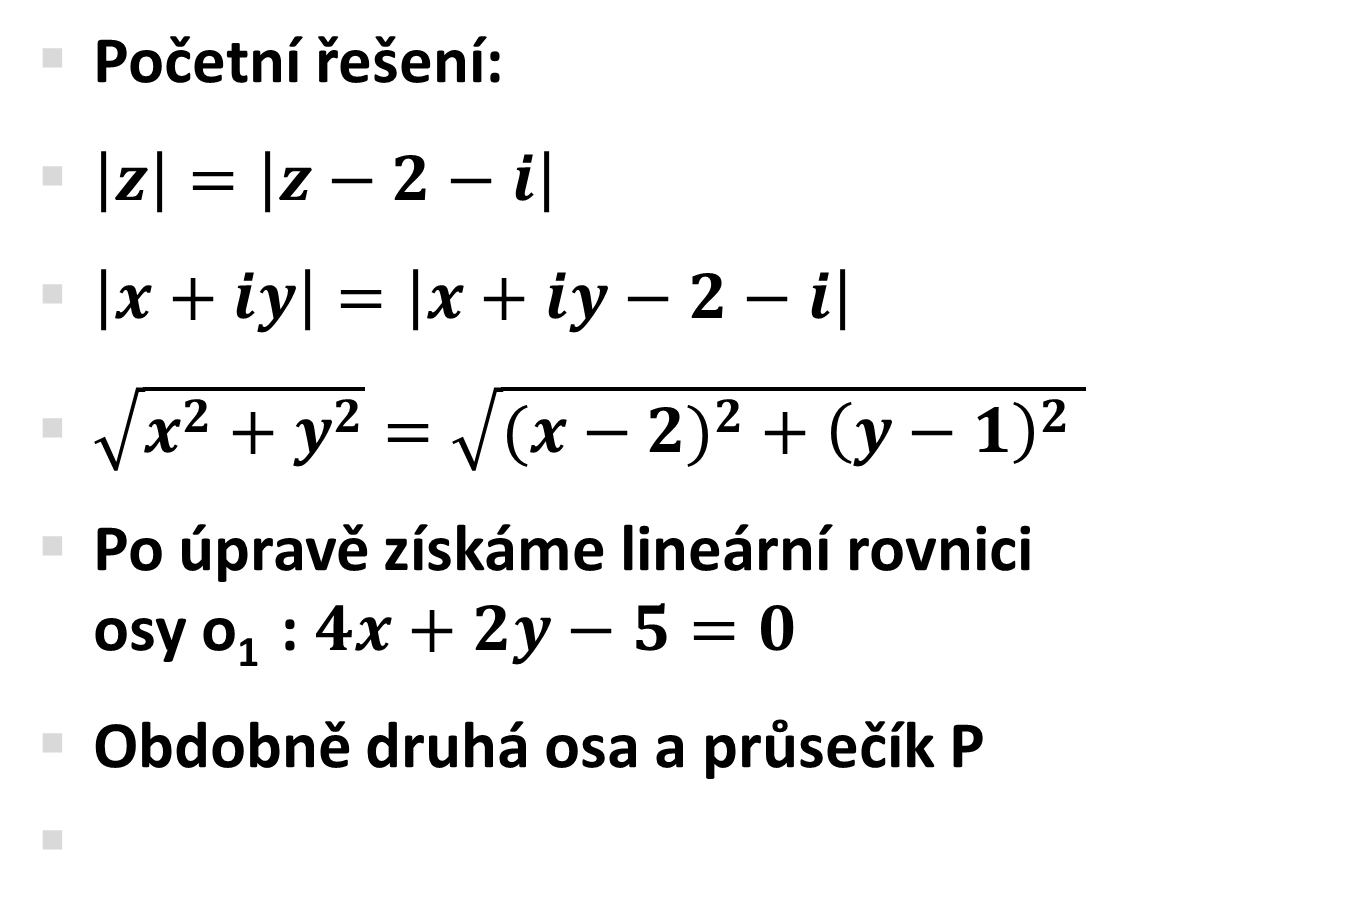 Početní řešení:
|z| = |z − 2 − i|
|x + iy| = |x + iy − 2 − i|
√x² + y² = √(x − 2)² + (y − 1)²
Po úpravě získáme lineární rovnici
osy o₁ : 4x + 2y − 5 = 0
Obdobně druhá osa a průsečík P